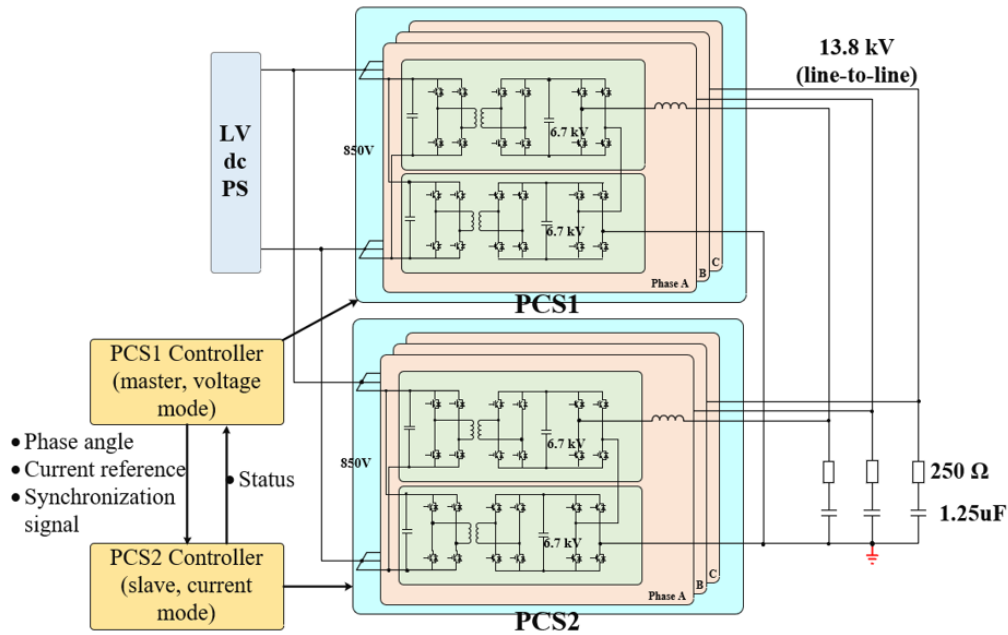 13.8 kV
(line-to-line)
LV
dc
PS
850V
6.7 kV
6.7 kV
Phase A
B
C
PCS1
PCS1 Controller
(master, voltage
mode)
• Phase angle
• Current reference
• Synchronization
signal
• Status
PCS2 Controller
(slave, current
mode)
850V
6.7 kV
6.7 kV
Phase A
B
C
PCS2
250 Ω
1.25uF